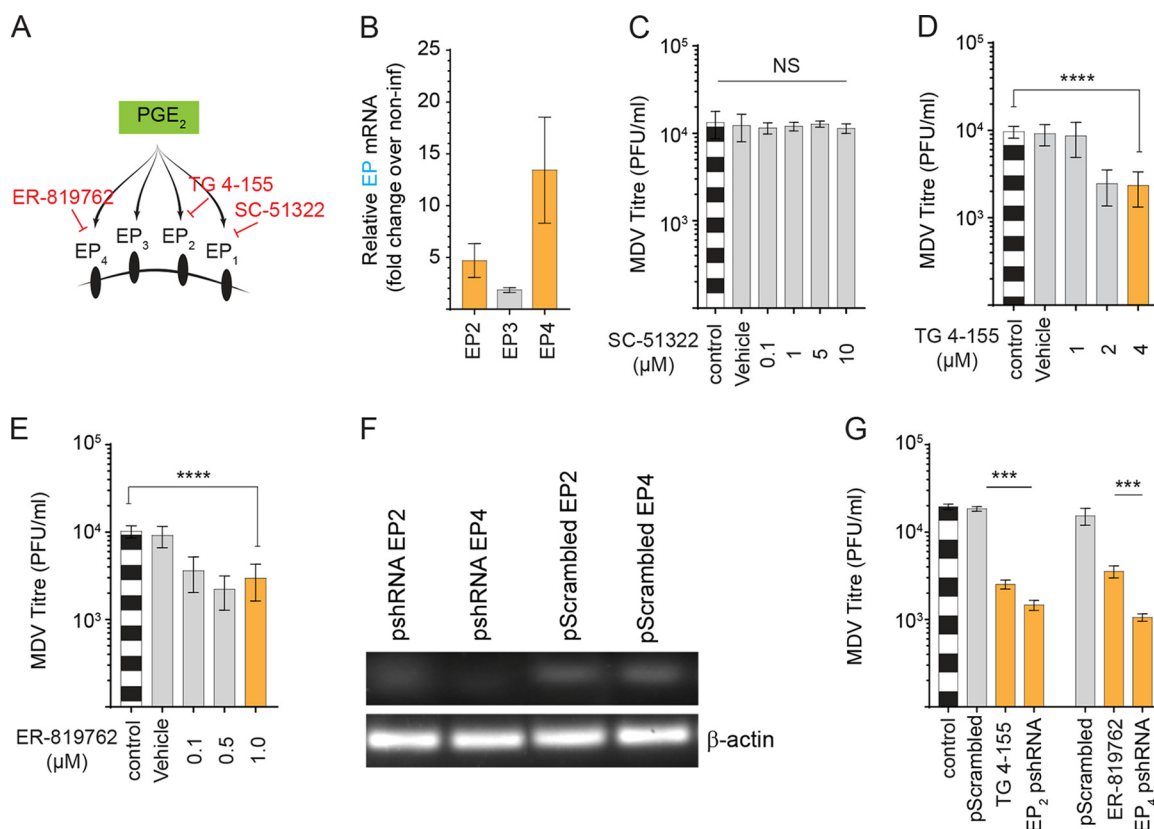 A
PGE2
ER-819762
TG 4-155
SC-51322
EP4
EP3
EP2
EP1
B
Relative EP mRNA
(fold change over non-inf)
25
20
15
10
5
0
EP2
EP3
EP4
C
MDV Titre (PFU/ml)
10^5
10^4
10^3
NS
SC-51322
(μM)
control
Vehicle
0.1
1
5
10
D
MDV Titre (PFU/ml)
10^5
10^4
10^3
****
TG 4-155
(μM)
control
Vehicle
1
2
4
E
MDV Titre (PFU/ml)
10^5
10^4
10^3
****
ER-819762
(μM)
control
Vehicle
0.1
0.5
1.0
F
pshRNA EP2
pshRNA EP4
pScrambled EP2
pScrambled EP4
β-actin
G
MDV Titre (PFU/ml)
10^5
10^4
10^3
***
***
control
pScrambled
TG 4-155
EP2 pshRNA
pScrambled
ER-819762
EP4 pshRNA